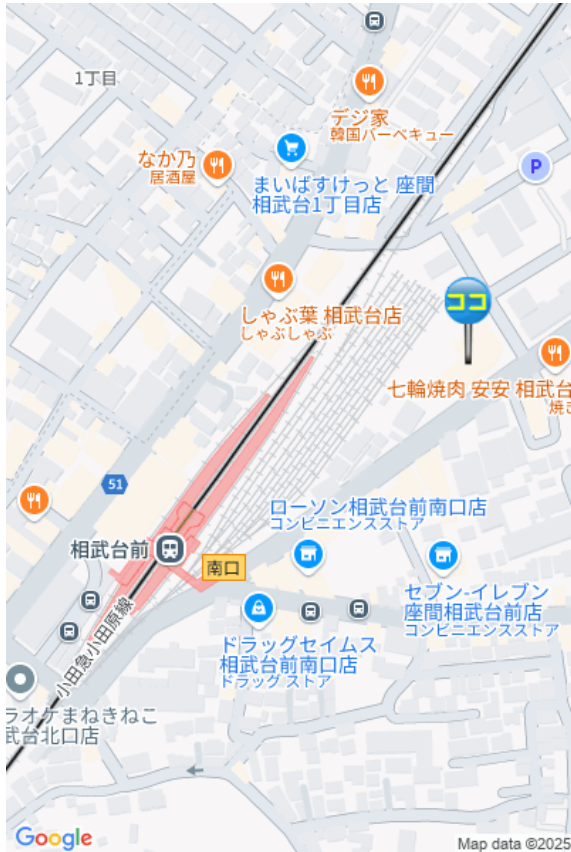 1丁目
デジ家
韓国バーベキュー
なか乃
居酒屋
まいばすけっと 座間
相武台1丁目店
P
ココ
しゃぶ葉 相武台店
しゃぶしゃぶ
七輪焼肉 安安 相武台
焼き
51
ローソン相武台前南口店
コンビニエンスストア
相武台前
南口
セブン-イレブン
座間相武台前店
コンビニエンスストア
小田急小田原線
ドラッグセイムス
相武台前南口店
ドラッグ ストア
ラオケまねきねこ
武台北口店
Google
Map data ©2025